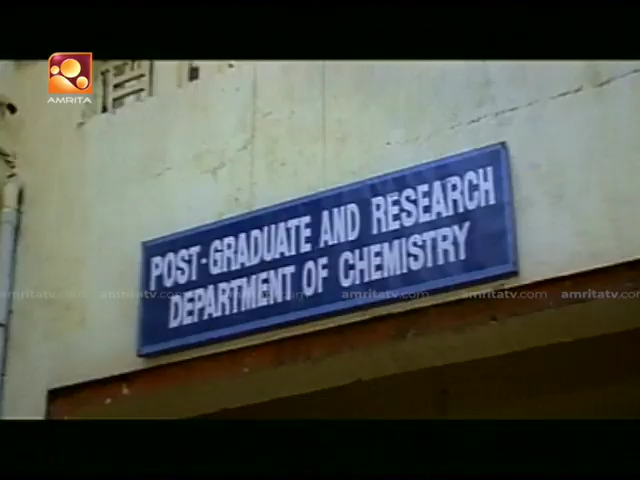 AMRITA
POST-GRADUATE AND RESEARCH
DEPARTMENT OF CHEMISTRY
amritatv.com amritatv.com amritatv.com amritatv.com amritatv.com amritatv.com